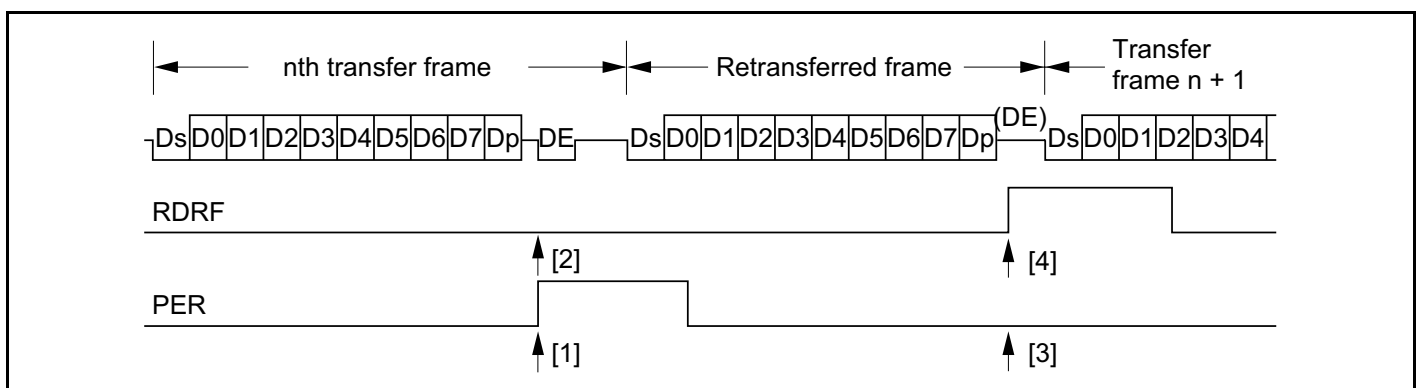 nth transfer frame
Retransferred frame
Transfer
frame n + 1
Ds D0 D1 D2 D3 D4 D5 D6 D7 Dp DE Ds D0 D1 D2 D3 D4 D5 D6 D7 Dp (DE) Ds D0 D1 D2 D3 D4
RDRF
[2] [4]
PER
[1] [3]